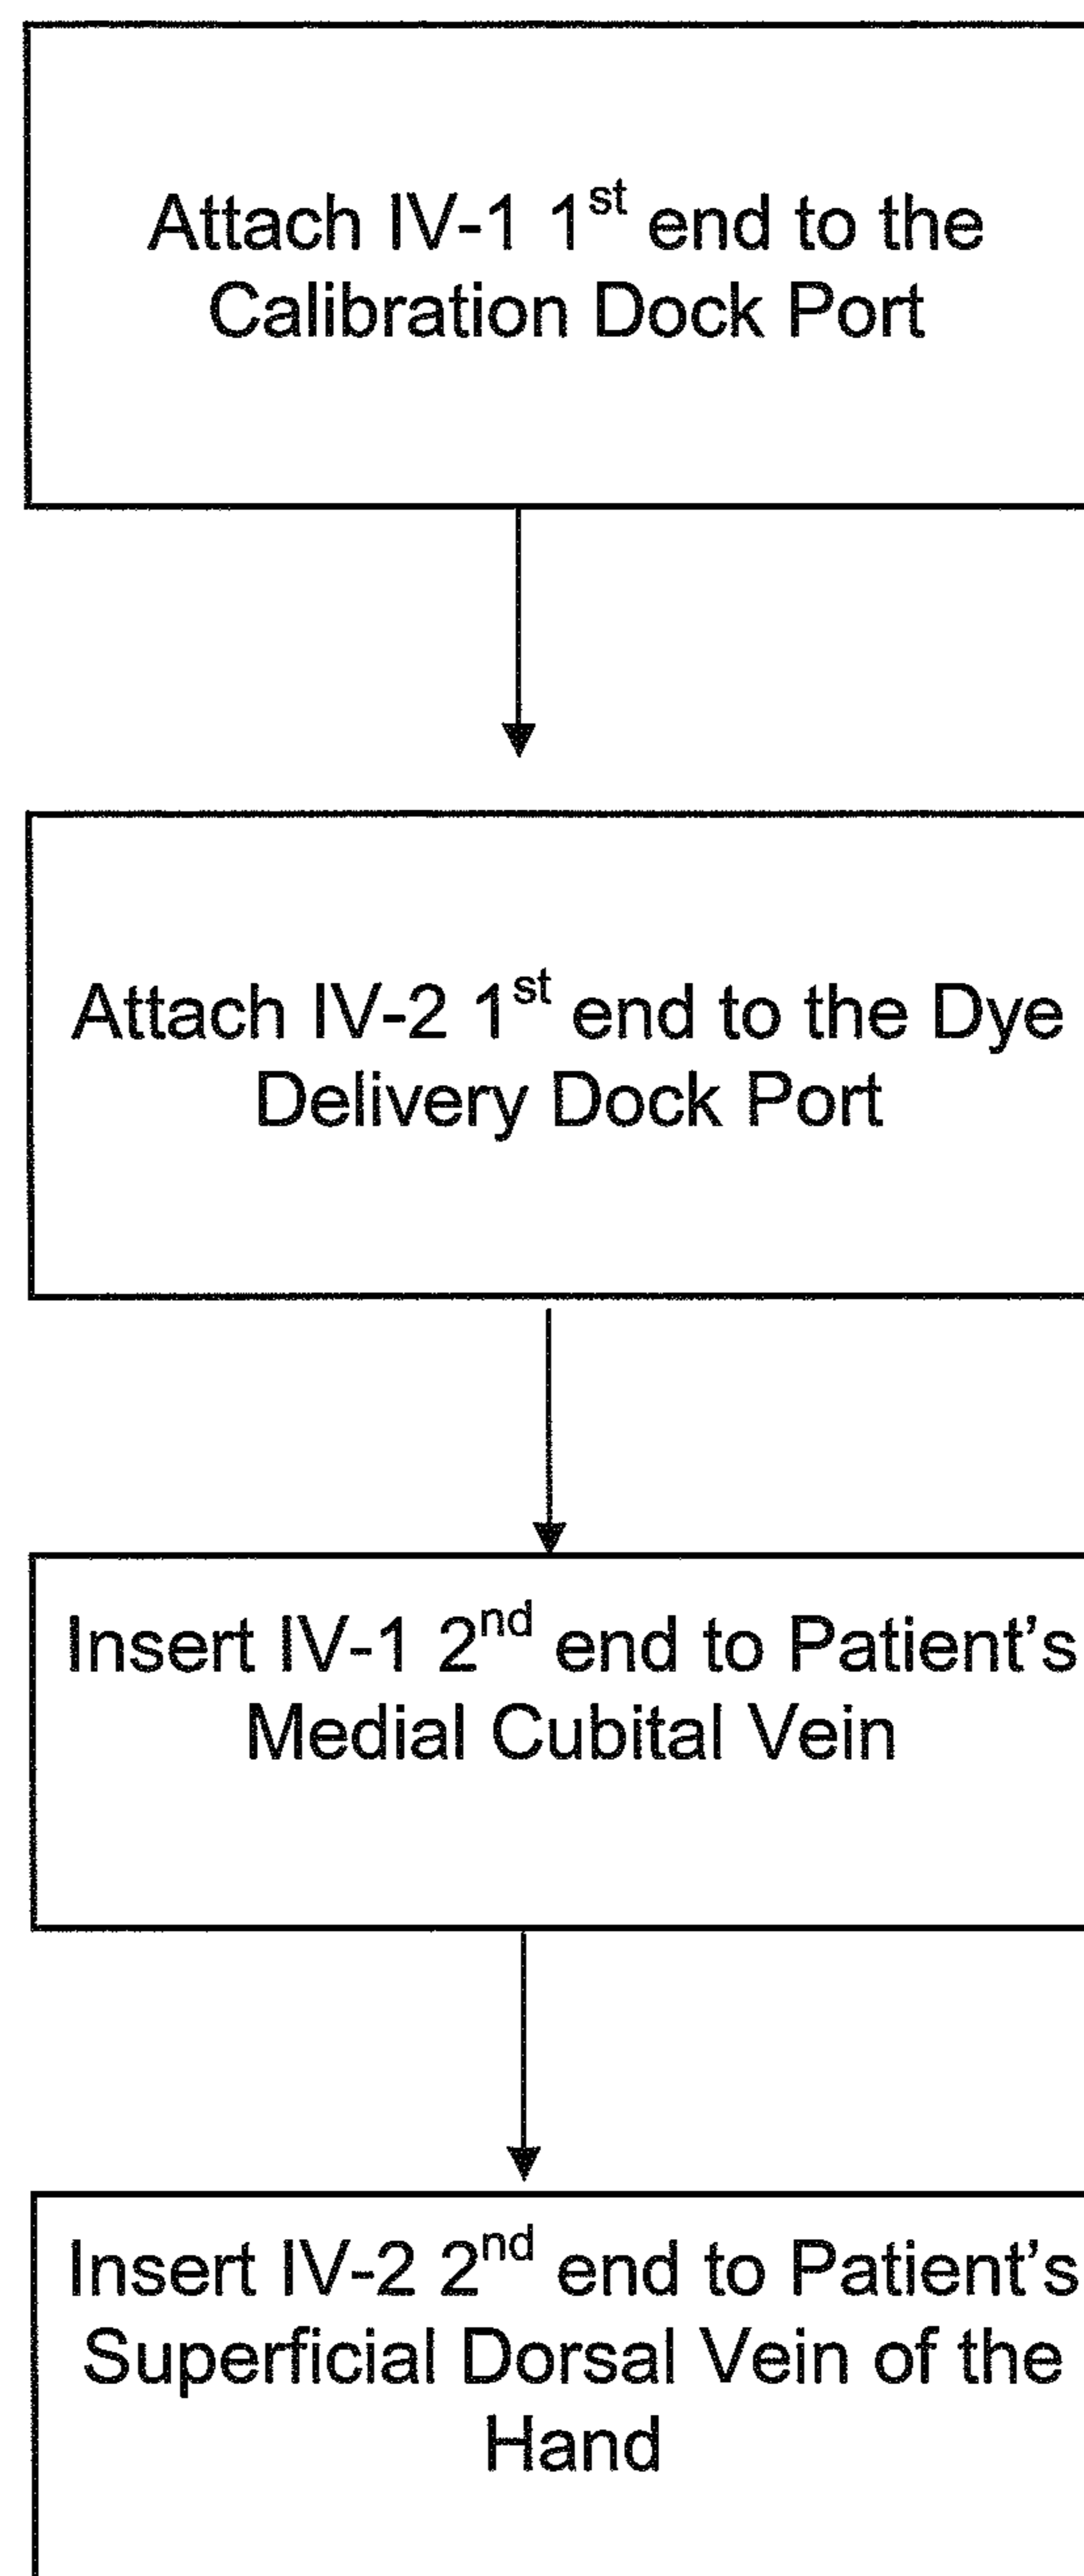 Attach IV-1 1st end to the
Calibration Dock Port
Attach IV-2 1st end to the Dye
Delivery Dock Port
Insert IV-1 2nd end to Patient's
Medial Cubital Vein
Insert IV-2 2nd end to Patient's
Superficial Dorsal Vein of the
Hand